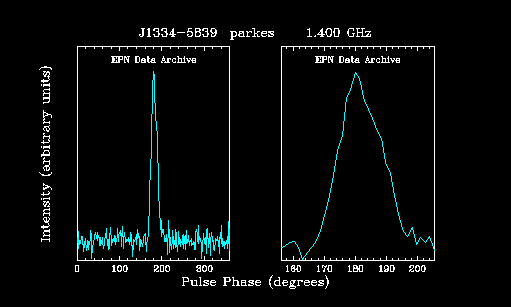 J1334-5839 parkes 1.400 GHz
EPN Data Archive EPN Data Archive
Intensity (arbitrary units)
0 100 200 300 160 170 180 190 200
Pulse Phase (degrees)